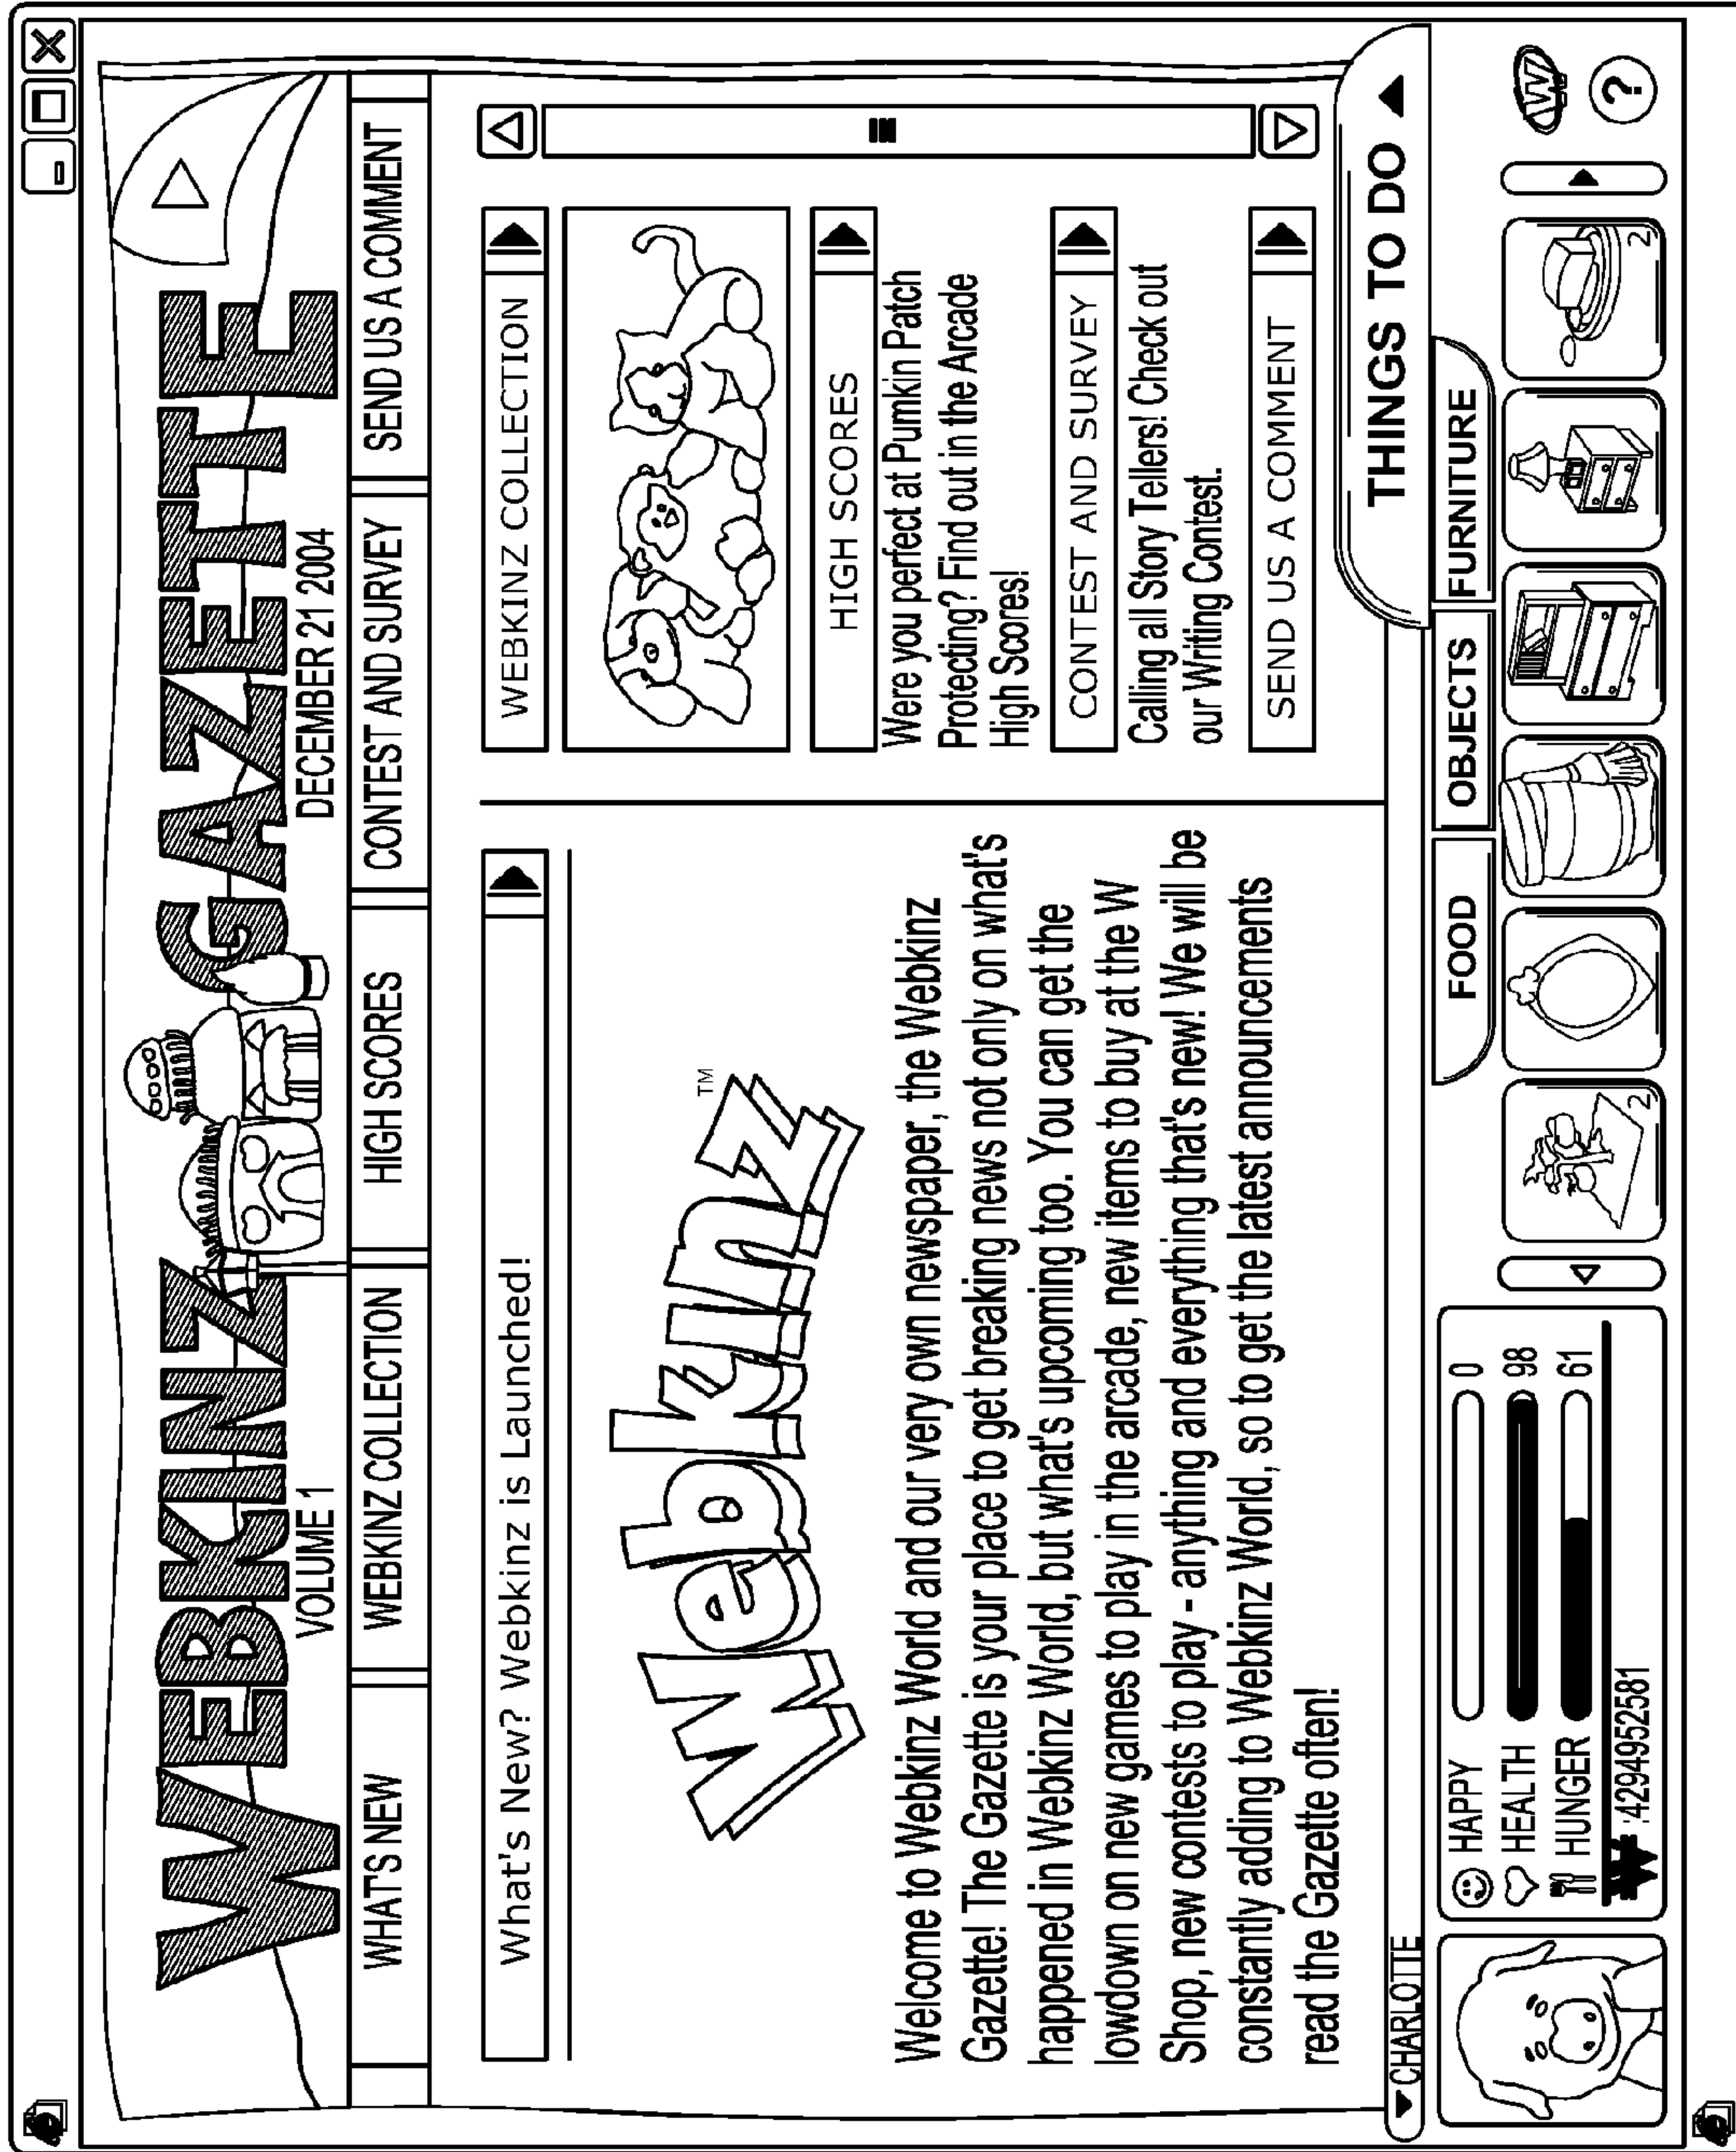 WEBKINZ GAZETTE
VOLUME 1
DECEMBER 21 2004
WHAT'S NEW
WEBKINZ COLLECTION
HIGH SCORES
CONTEST AND SURVEY
SEND US A COMMENT
What's New? Webkinz is Launched!
Webkinz™
Welcome to Webkinz World and our very own newspaper, the Webkinz
Gazette! The Gazette is your place to get breaking news not only on what's
happened in Webkinz World, but what's upcoming too. You can get the
lowdown on new games to play in the arcade, new items to buy at the W
Shop, new contests to play - anything and everything that's new! We will be
constantly adding to Webkinz World, so to get the latest announcements
read the Gazette often!
WEBKINZ COLLECTION
HIGH SCORES
Were you perfect at Pumkin Patch
Protecting? Find out in the Arcade
High Scores!
CONTEST AND SURVEY
Calling all Story Tellers! Check out
our Writing Contest.
SEND US A COMMENT
THINGS TO DO
CHARLOTTE
HAPPY 0
HEALTH 98
HUNGER 61
W :4294952581
FOOD
OBJECTS
FURNITURE
2
2
W
?